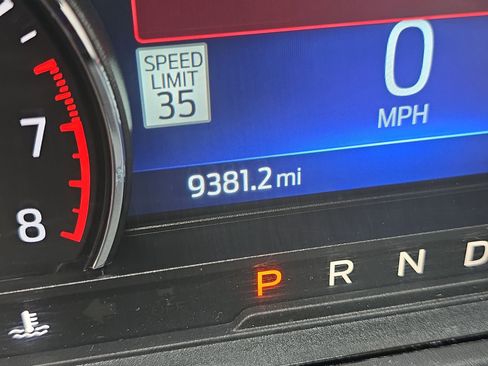 SPEED
LIMIT
35
0
MPH
7
8
9381.2 mi
P R N D